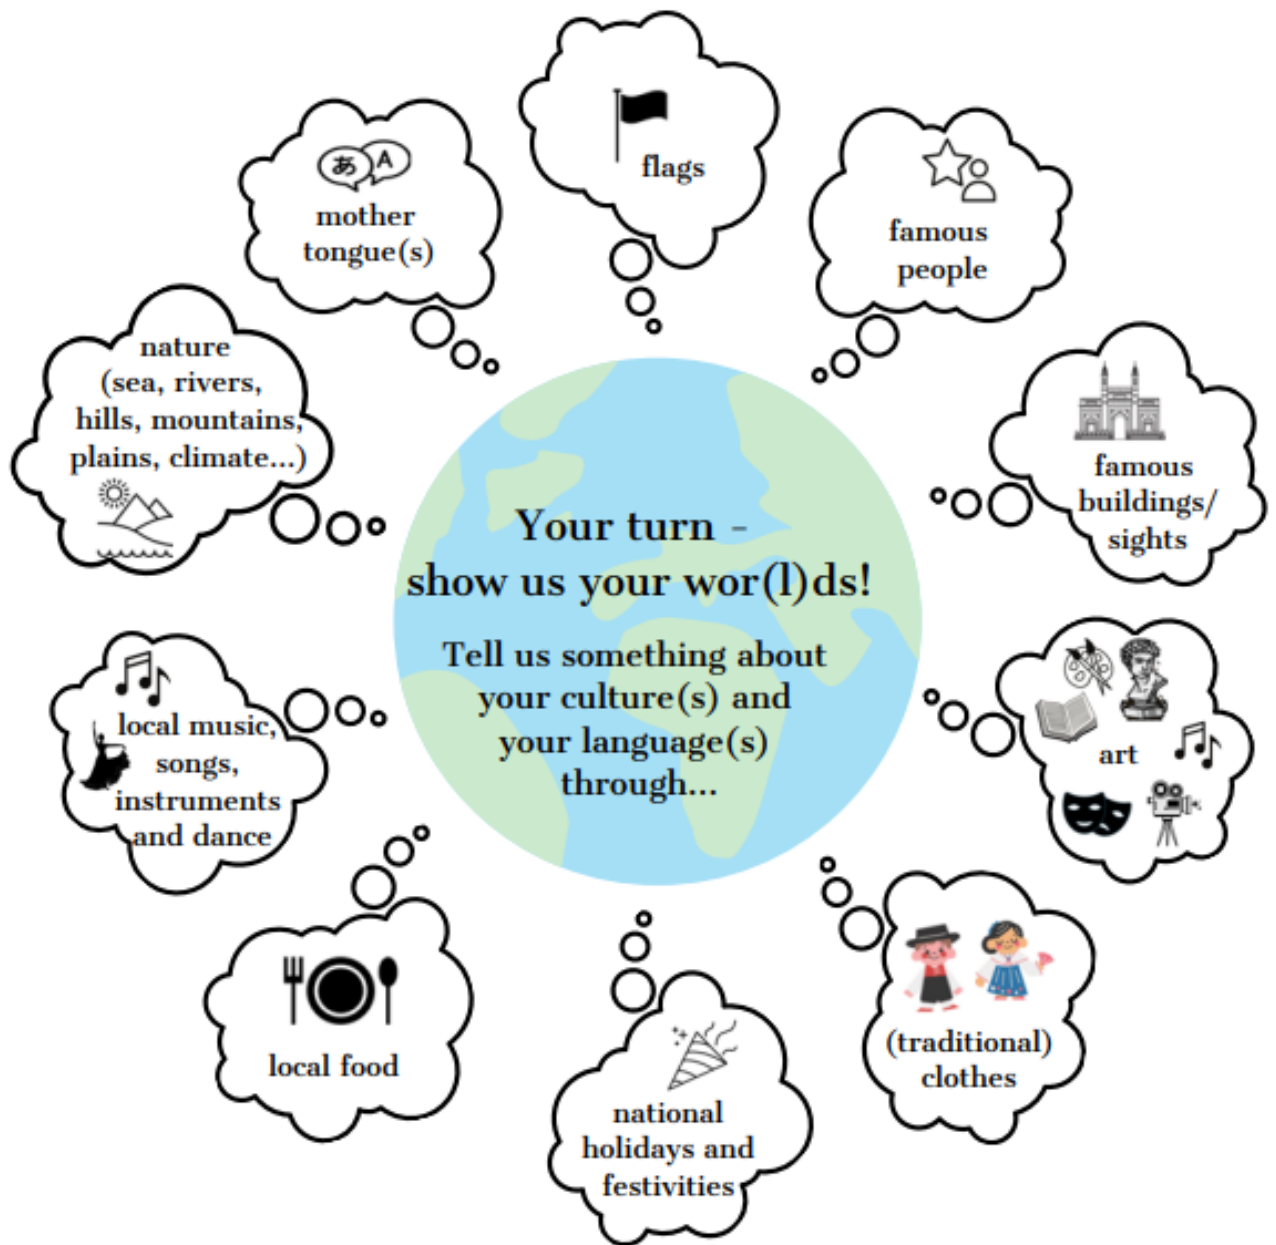 flags
famous
people
famous
buildings/
sights
art
(traditional)
clothes
national
holidays and
festivities
local food
local music,
songs,
instruments
and dance
nature
(sea, rivers,
hills, mountains,
plains, climate...)
あ A
mother
tongue(s)
Your turn -
show us your wor(l)ds!
Tell us something about
your culture(s) and
your language(s)
through...